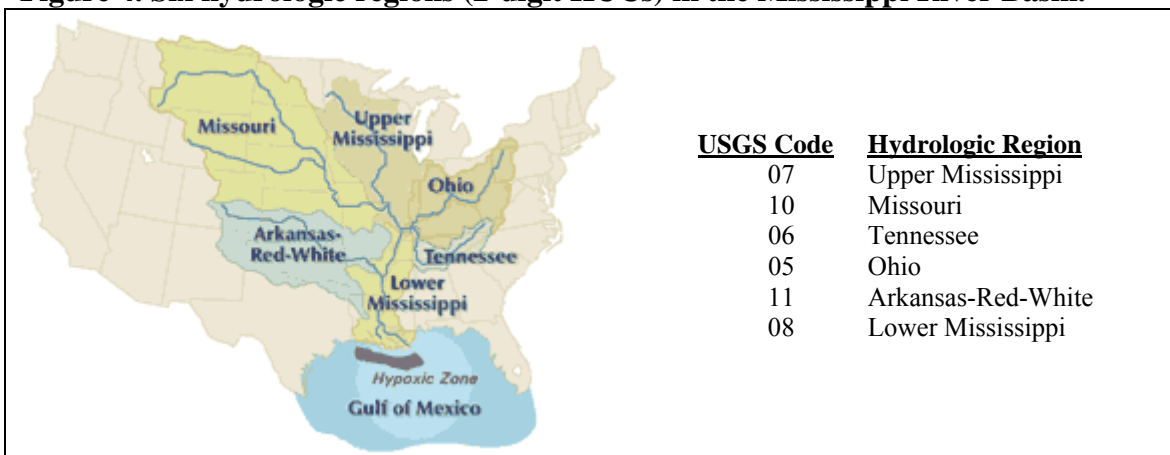 Missouri
Upper
Mississippi
Ohio
Arkansas-
Red-White
Tennessee
Lower
Mississippi
Hypoxic Zone
Gulf of Mexico
USGS Code Hydrologic Region
07 Upper Mississippi
10 Missouri
06 Tennessee
05 Ohio
11 Arkansas-Red-White
08 Lower Mississippi